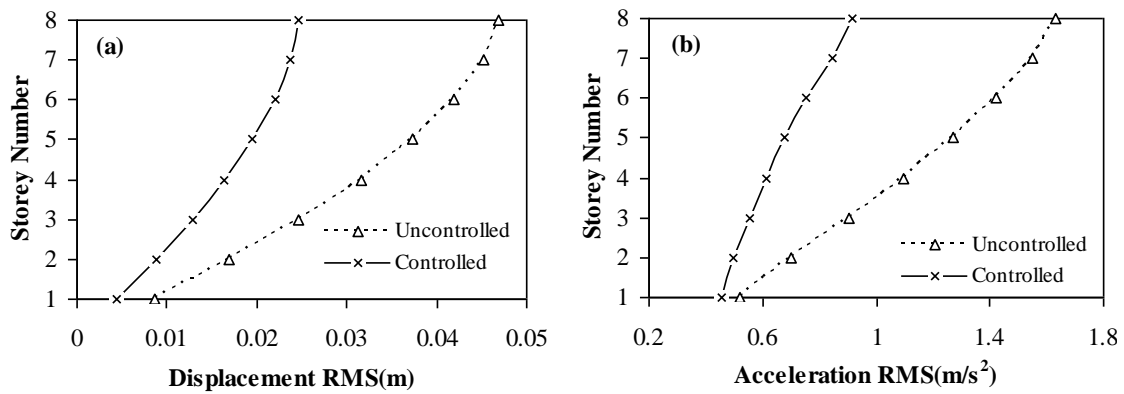 (a)
Storey Number
8
7
6
5
4
3
2
1
0
0.01
0.02
0.03
0.04
0.05
Displacement RMS(m)
Uncontrolled
Controlled
(b)
Storey Number
8
7
6
5
4
3
2
1
0.2
0.6
1
1.4
1.8
Acceleration RMS(m/s²)
Uncontrolled
Controlled